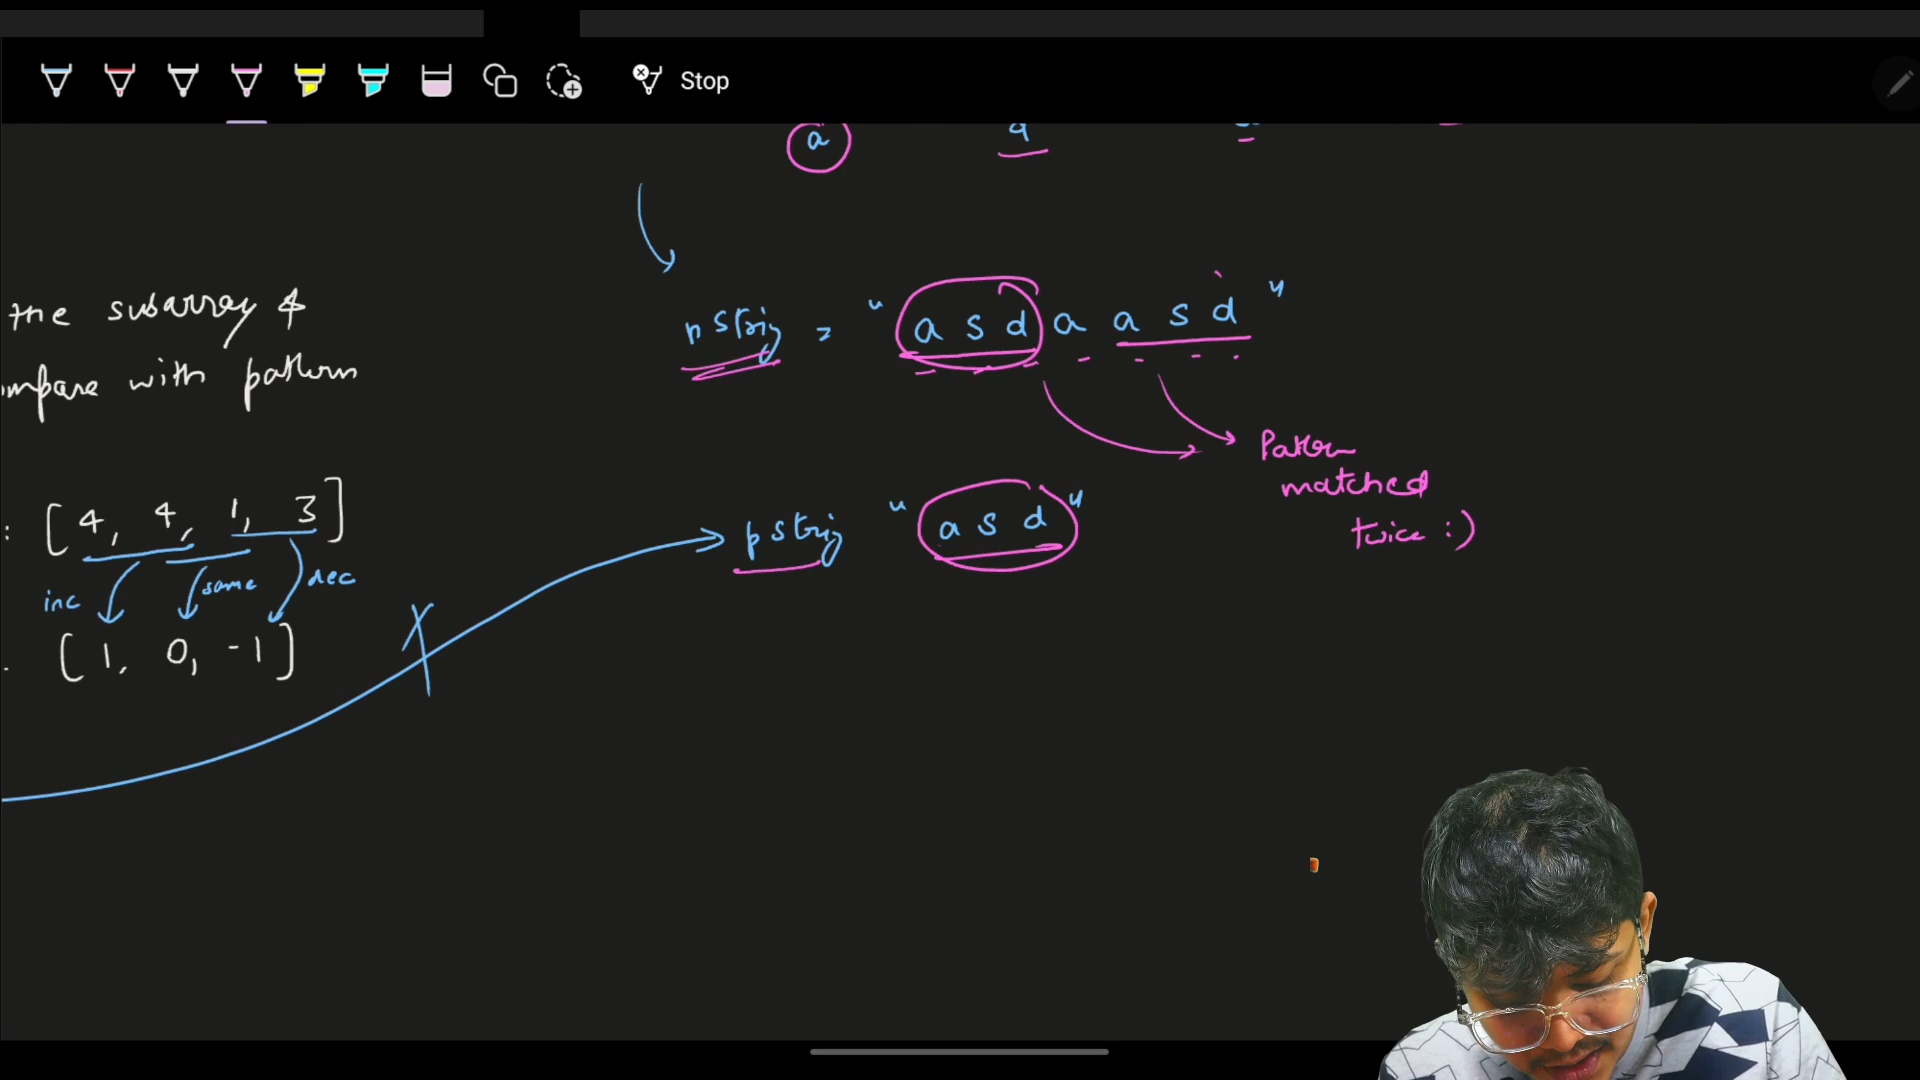 Stop
a
the subarray &
compare with pattern
nString = " a s d a a s d "
Pattern
matched
twice :)
: [4, 4, 1, 3]
inc same dec
[1, 0, -1]
pString " a s d "